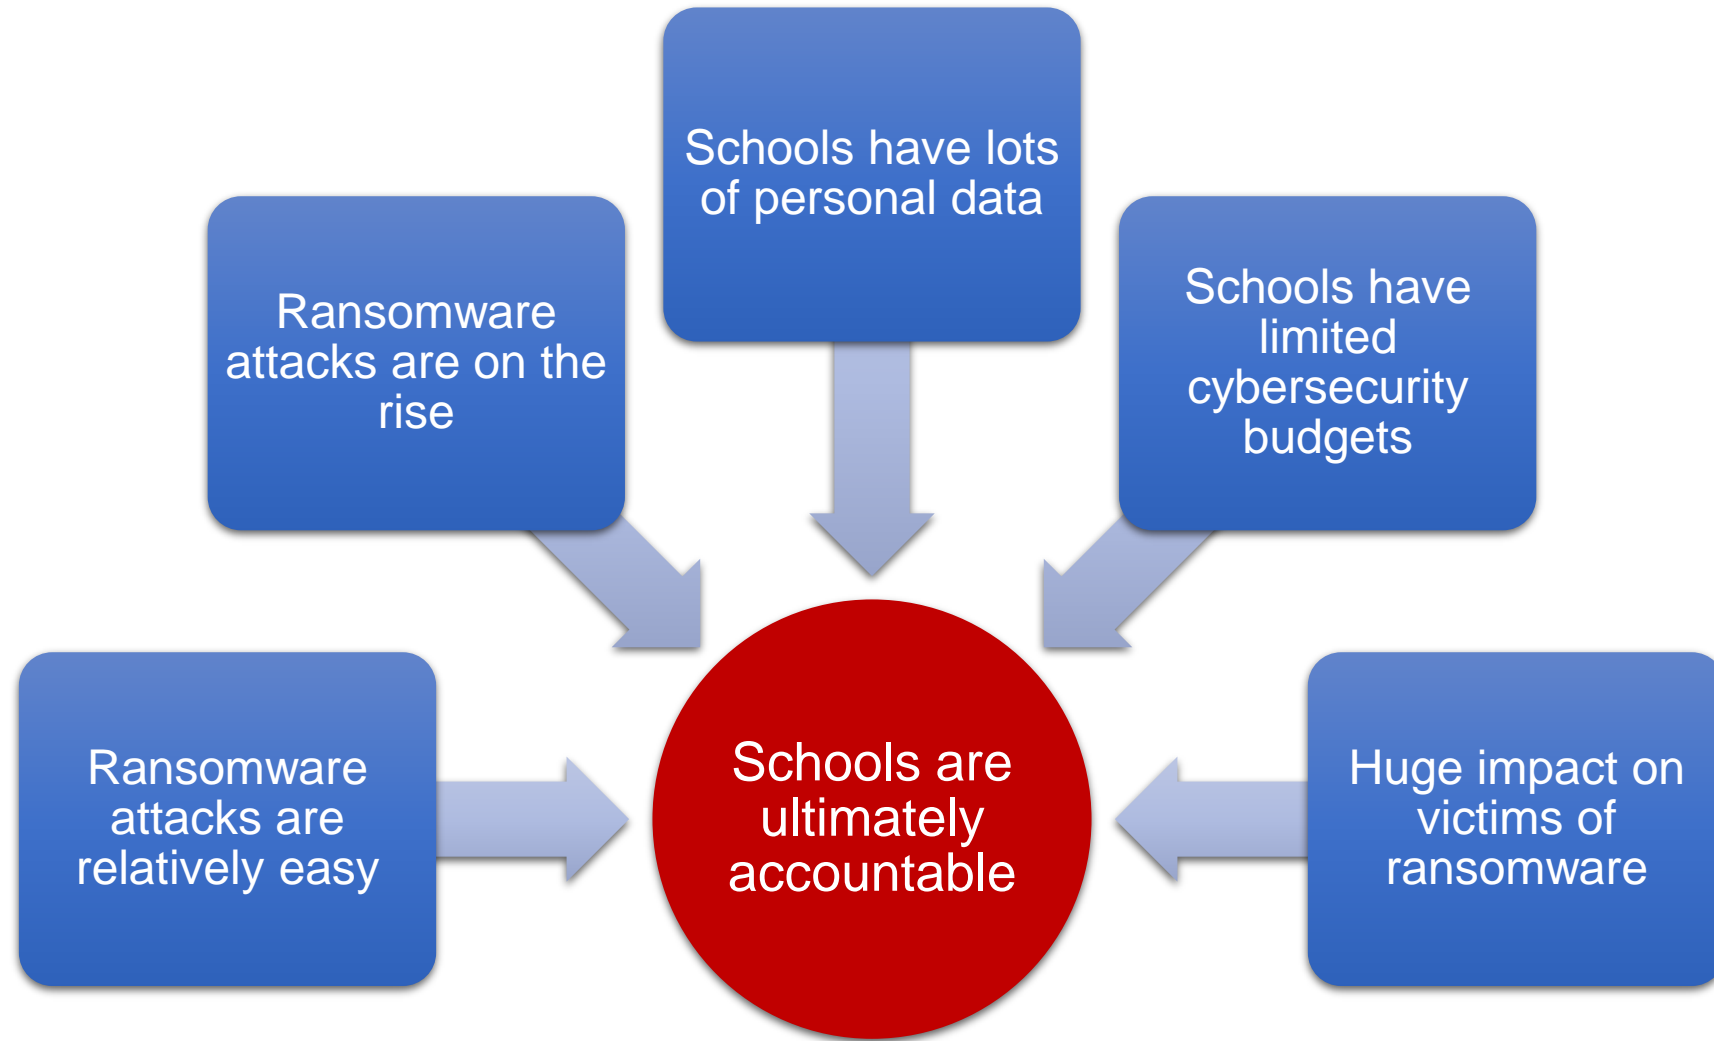 Schools have lots
of personal data
Ransomware
attacks are on the
rise
Schools have
limited
cybersecurity
budgets
Ransomware
attacks are
relatively easy
Schools are
ultimately
accountable
Huge impact on
victims of
ransomware